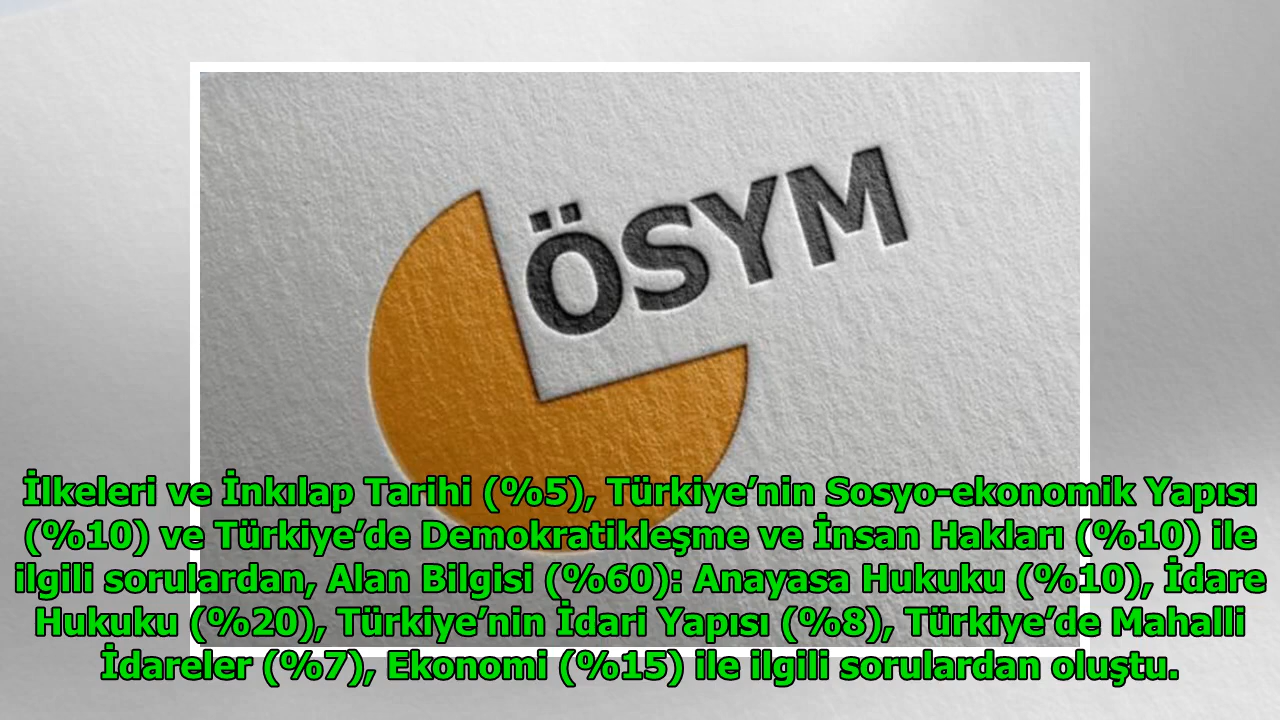 ÖSYM
İlkeleri ve İnkılap Tarihi (%5), Türkiye’nin Sosyo-ekonomik Yapısı
(%10) ve Türkiye’de Demokratikleşme ve İnsan Hakları (%10) ile
ilgili sorulardan, Alan Bilgisi (%60): Anayasa Hukuku (%10), İdare
Hukuku (%20), Türkiye’nin İdari Yapısı (%8), Türkiye’de Mahalli
İdareler (%7), Ekonomi (%15) ile ilgili sorulardan oluştu.